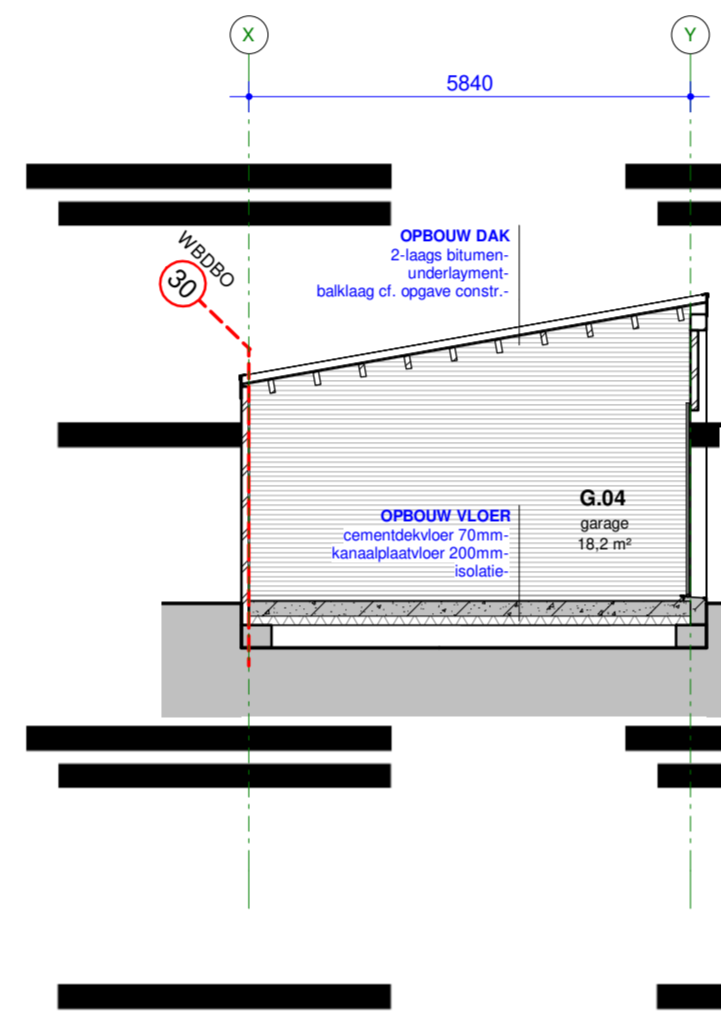 X
Y
5840
WBDBO
30
OPBOUW DAK
2-laags bitumen-
underlayment-
balklaag cf. opgave constr.-
G.04
garage
18,2 m²
OPBOUW VLOER
cementdekvloer 70mm-
kanaalplaatvloer 200mm-
isolatie-